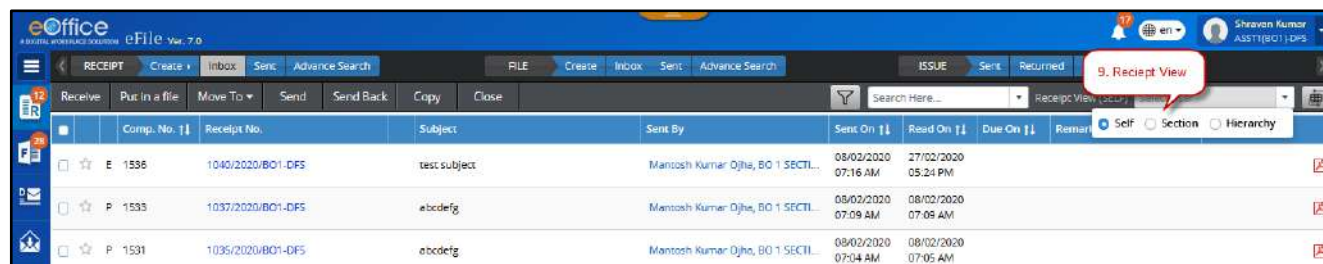 eOffice
A DIGITAL WORKPLACE SOLUTION eFile Ver. 7.0
17 en Shravan Kumar
ASSTT(BO1)-DFS
RECEIPT Create Inbox Sent Advance Search FILE Create Inbox Sent Advance Search ISSUE Sent Returned
9. Reciept View
12 R Receive Put in a file Move To Send Send Back Copy Close Search Here... Receipt View (SELF)
Comp. No. Receipt No. Subject Sent By Sent On Read On Due On Remar
Self Section Hierarchy
28 F
E 1536 1040/2020/BO1-DFS test subject Mantosh Kumar Ojha, BO 1 SECTI... 08/02/2020 27/02/2020
07:16 AM 05:24 PM
D
P 1533 1037/2020/BO1-DFS abcdefg Mantosh Kumar Ojha, BO 1 SECTI... 08/02/2020 08/02/2020
07:09 AM 07:09 AM
P 1531 1035/2020/BO1-DFS abcdefg Mantosh Kumar Ojha, BO 1 SECTI... 08/02/2020 08/02/2020
07:04 AM 07:05 AM